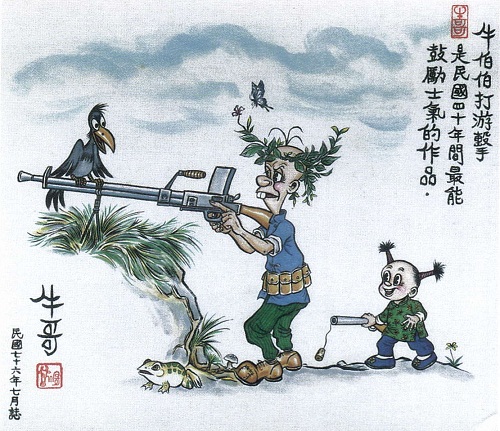 牛伯伯打游擊手
是民國四十年間最能
鼓勵士氣的作品.
牛哥
民國七十六年七月誌